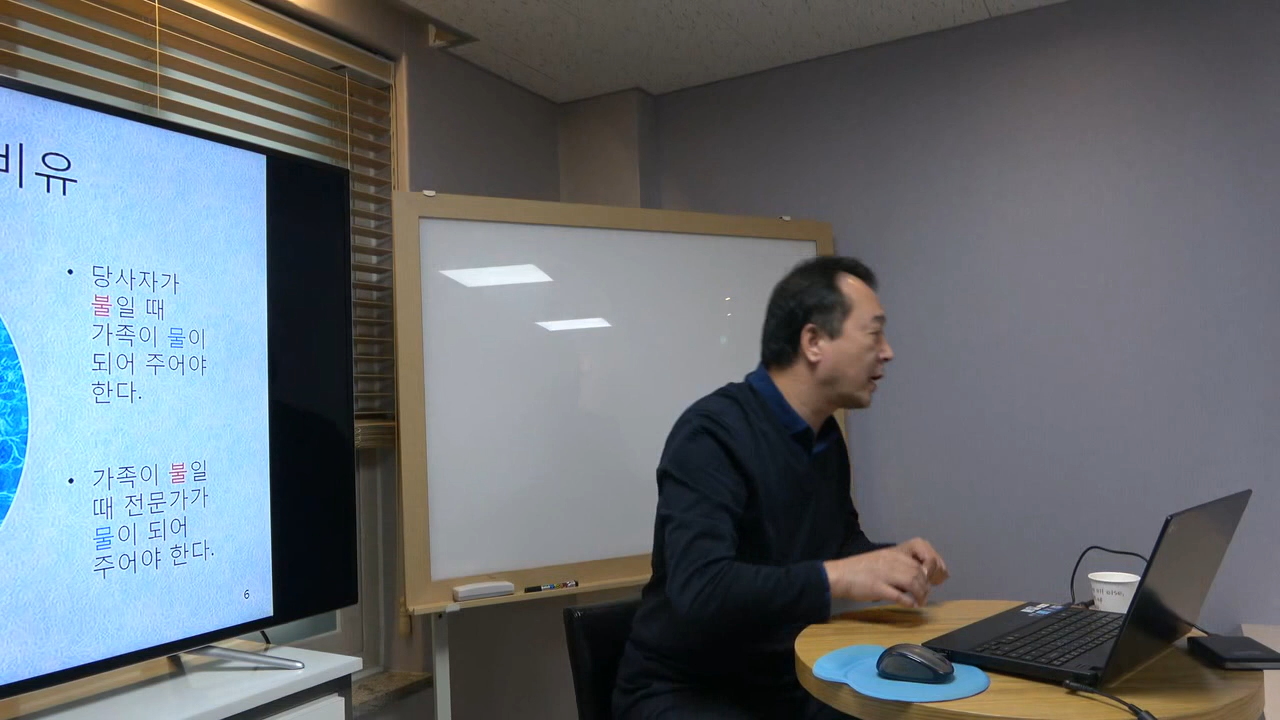 비유
• 당사자가
불일 때
가족이 물이
되어 주어야
한다.
• 가족이 불일
때 전문가가
물이 되어
주어야 한다.
6